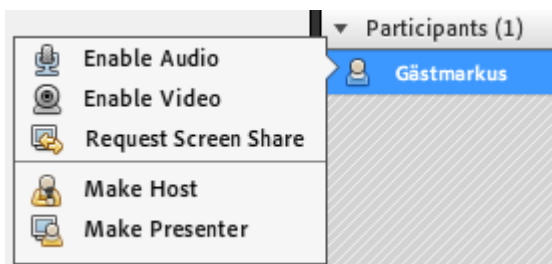 Participants (1)
Gästmarkus
Enable Audio
Enable Video
Request Screen Share
Make Host
Make Presenter